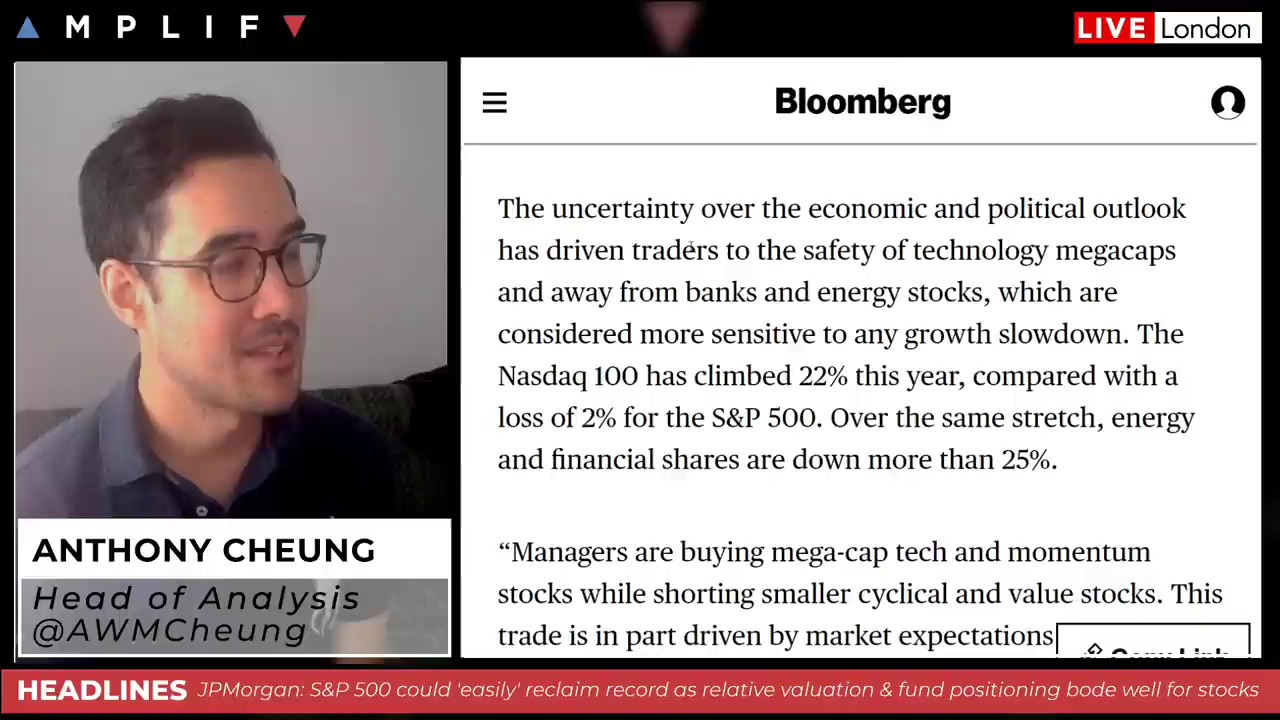 AMPLIFY
LIVE London
Bloomberg
The uncertainty over the economic and political outlook
has driven traders to the safety of technology megacaps
and away from banks and energy stocks, which are
considered more sensitive to any growth slowdown. The
Nasdaq 100 has climbed 22% this year, compared with a
loss of 2% for the S&P 500. Over the same stretch, energy
and financial shares are down more than 25%.
“Managers are buying mega-cap tech and momentum
stocks while shorting smaller cyclical and value stocks. This
trade is in part driven by market expectations
Copy Link
ANTHONY CHEUNG
Head of Analysis
@AWMCheung
HEADLINES JPMorgan: S&P 500 could 'easily' reclaim record as relative valuation & fund positioning bode well for stocks